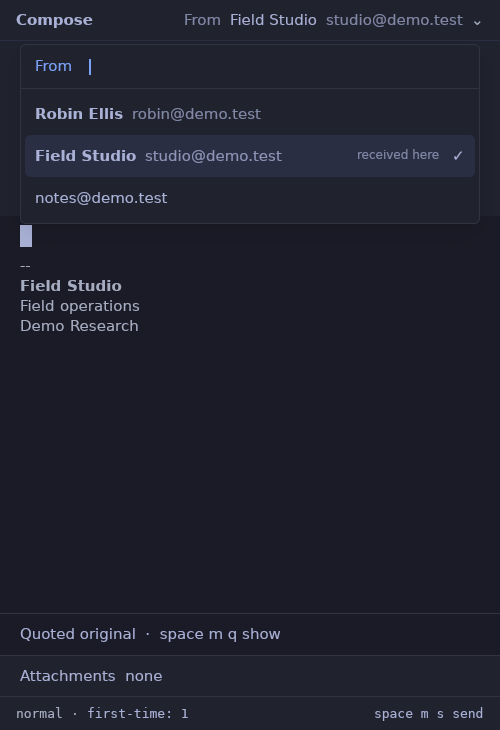 Compose From Field Studio studio@demo.test ⌄
From
Robin Ellis robin@demo.test
Field Studio studio@demo.test received here ✓
notes@demo.test
--
Field Studio
Field operations
Demo Research
Quoted original · space m q show
Attachments none
normal · first-time: 1 space m s send